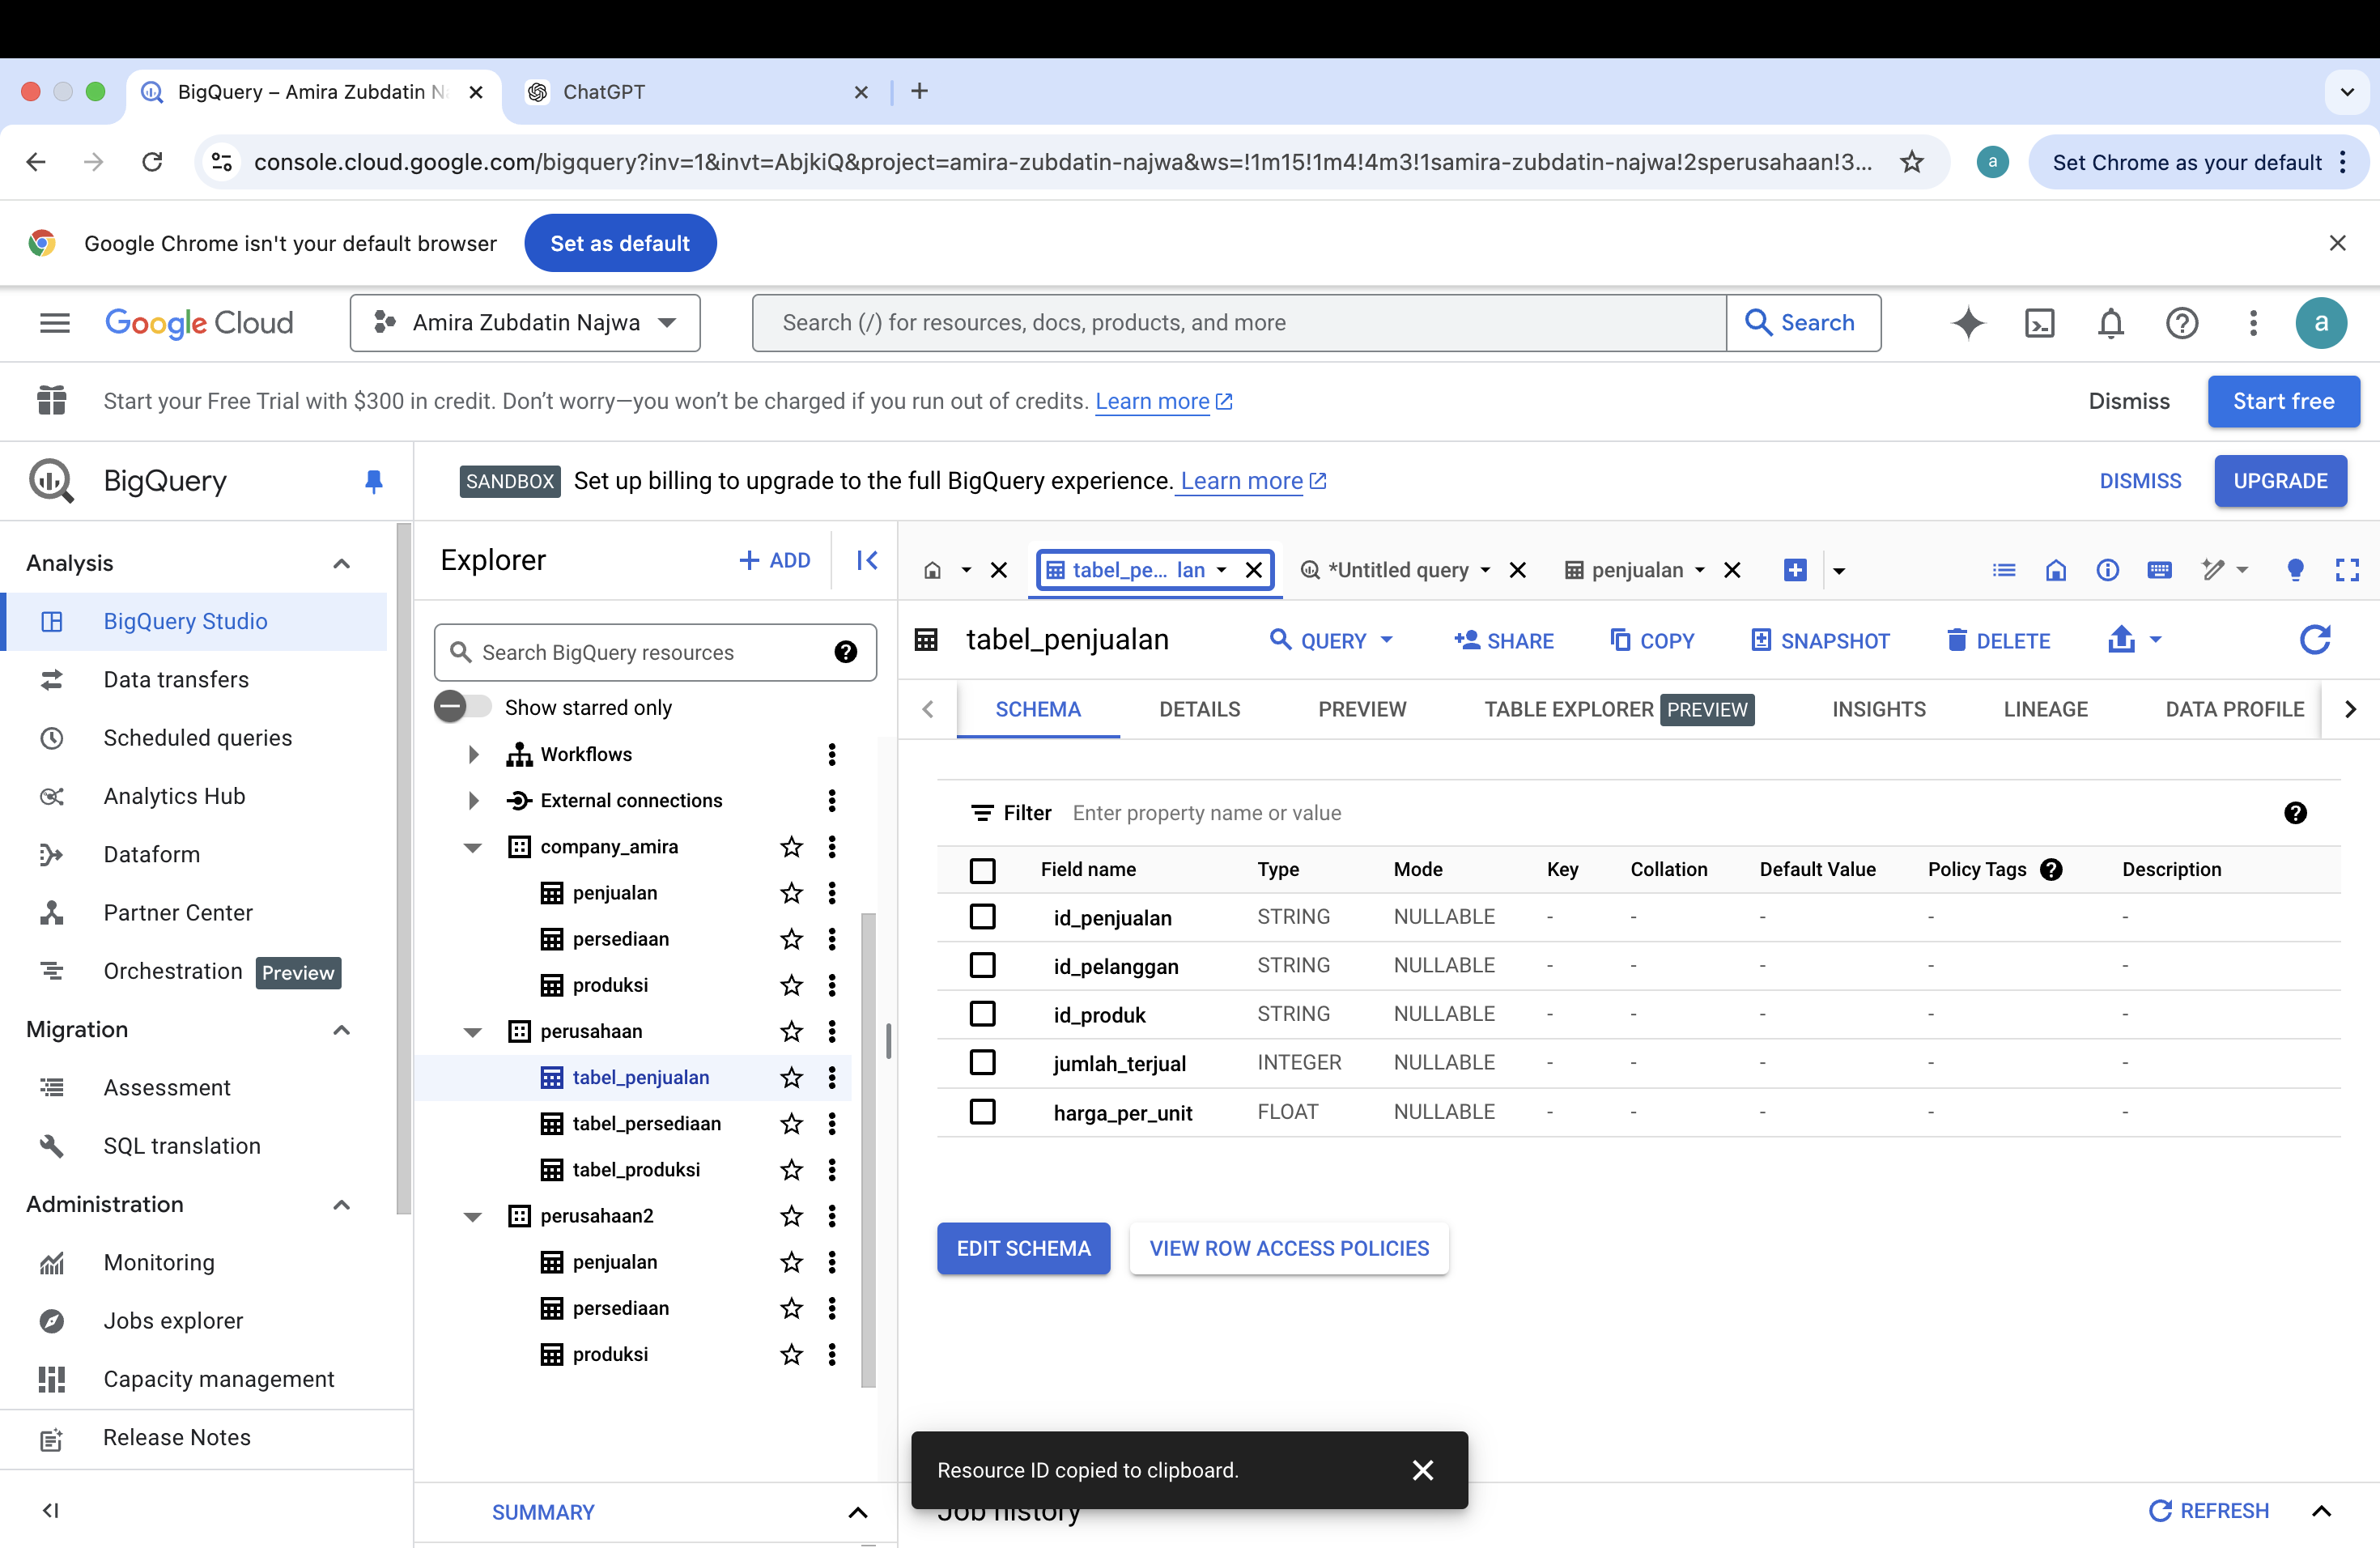 BigQuery – Amira Zubdatin N
ChatGPT
console.cloud.google.com/bigquery?inv=1&invt=AbjkiQ&project=amira-zubdatin-najwa&ws=!1m15!1m4!4m3!1samira-zubdatin-najwa!2sperusahaan!3...
a
Set Chrome as your default
Google Chrome isn't your default browser
Set as default
Google Cloud
Amira Zubdatin Najwa
Search (/) for resources, docs, products, and more
Search
a
Start your Free Trial with $300 in credit. Don’t worry—you won’t be charged if you run out of credits. Learn more
Dismiss
Start free
BigQuery
SANDBOX Set up billing to upgrade to the full BigQuery experience. Learn more
DISMISS
UPGRADE
Analysis
BigQuery Studio
Data transfers
Scheduled queries
Analytics Hub
Dataform
Partner Center
Orchestration Preview
Migration
Assessment
SQL translation
Administration
Monitoring
Jobs explorer
Capacity management
Release Notes
Explorer
+ ADD
Search BigQuery resources
Show starred only
Workflows
External connections
company_amira
penjualan
persediaan
produksi
perusahaan
tabel_penjualan
tabel_persediaan
tabel_produksi
perusahaan2
penjualan
persediaan
produksi
SUMMARY
tabel_pe... lan
*Untitled query
penjualan
tabel_penjualan
QUERY
SHARE
COPY
SNAPSHOT
DELETE
SCHEMA DETAILS PREVIEW TABLE EXPLORER PREVIEW INSIGHTS LINEAGE DATA PROFILE
Filter Enter property name or value
Field name Type Mode Key Collation Default Value Policy Tags Description
id_penjualan STRING NULLABLE - - - - -
id_pelanggan STRING NULLABLE - - - - -
id_produk STRING NULLABLE - - - - -
jumlah_terjual INTEGER NULLABLE - - - - -
harga_per_unit FLOAT NULLABLE - - - - -
EDIT SCHEMA
VIEW ROW ACCESS POLICIES
Resource ID copied to clipboard.
Job history
REFRESH